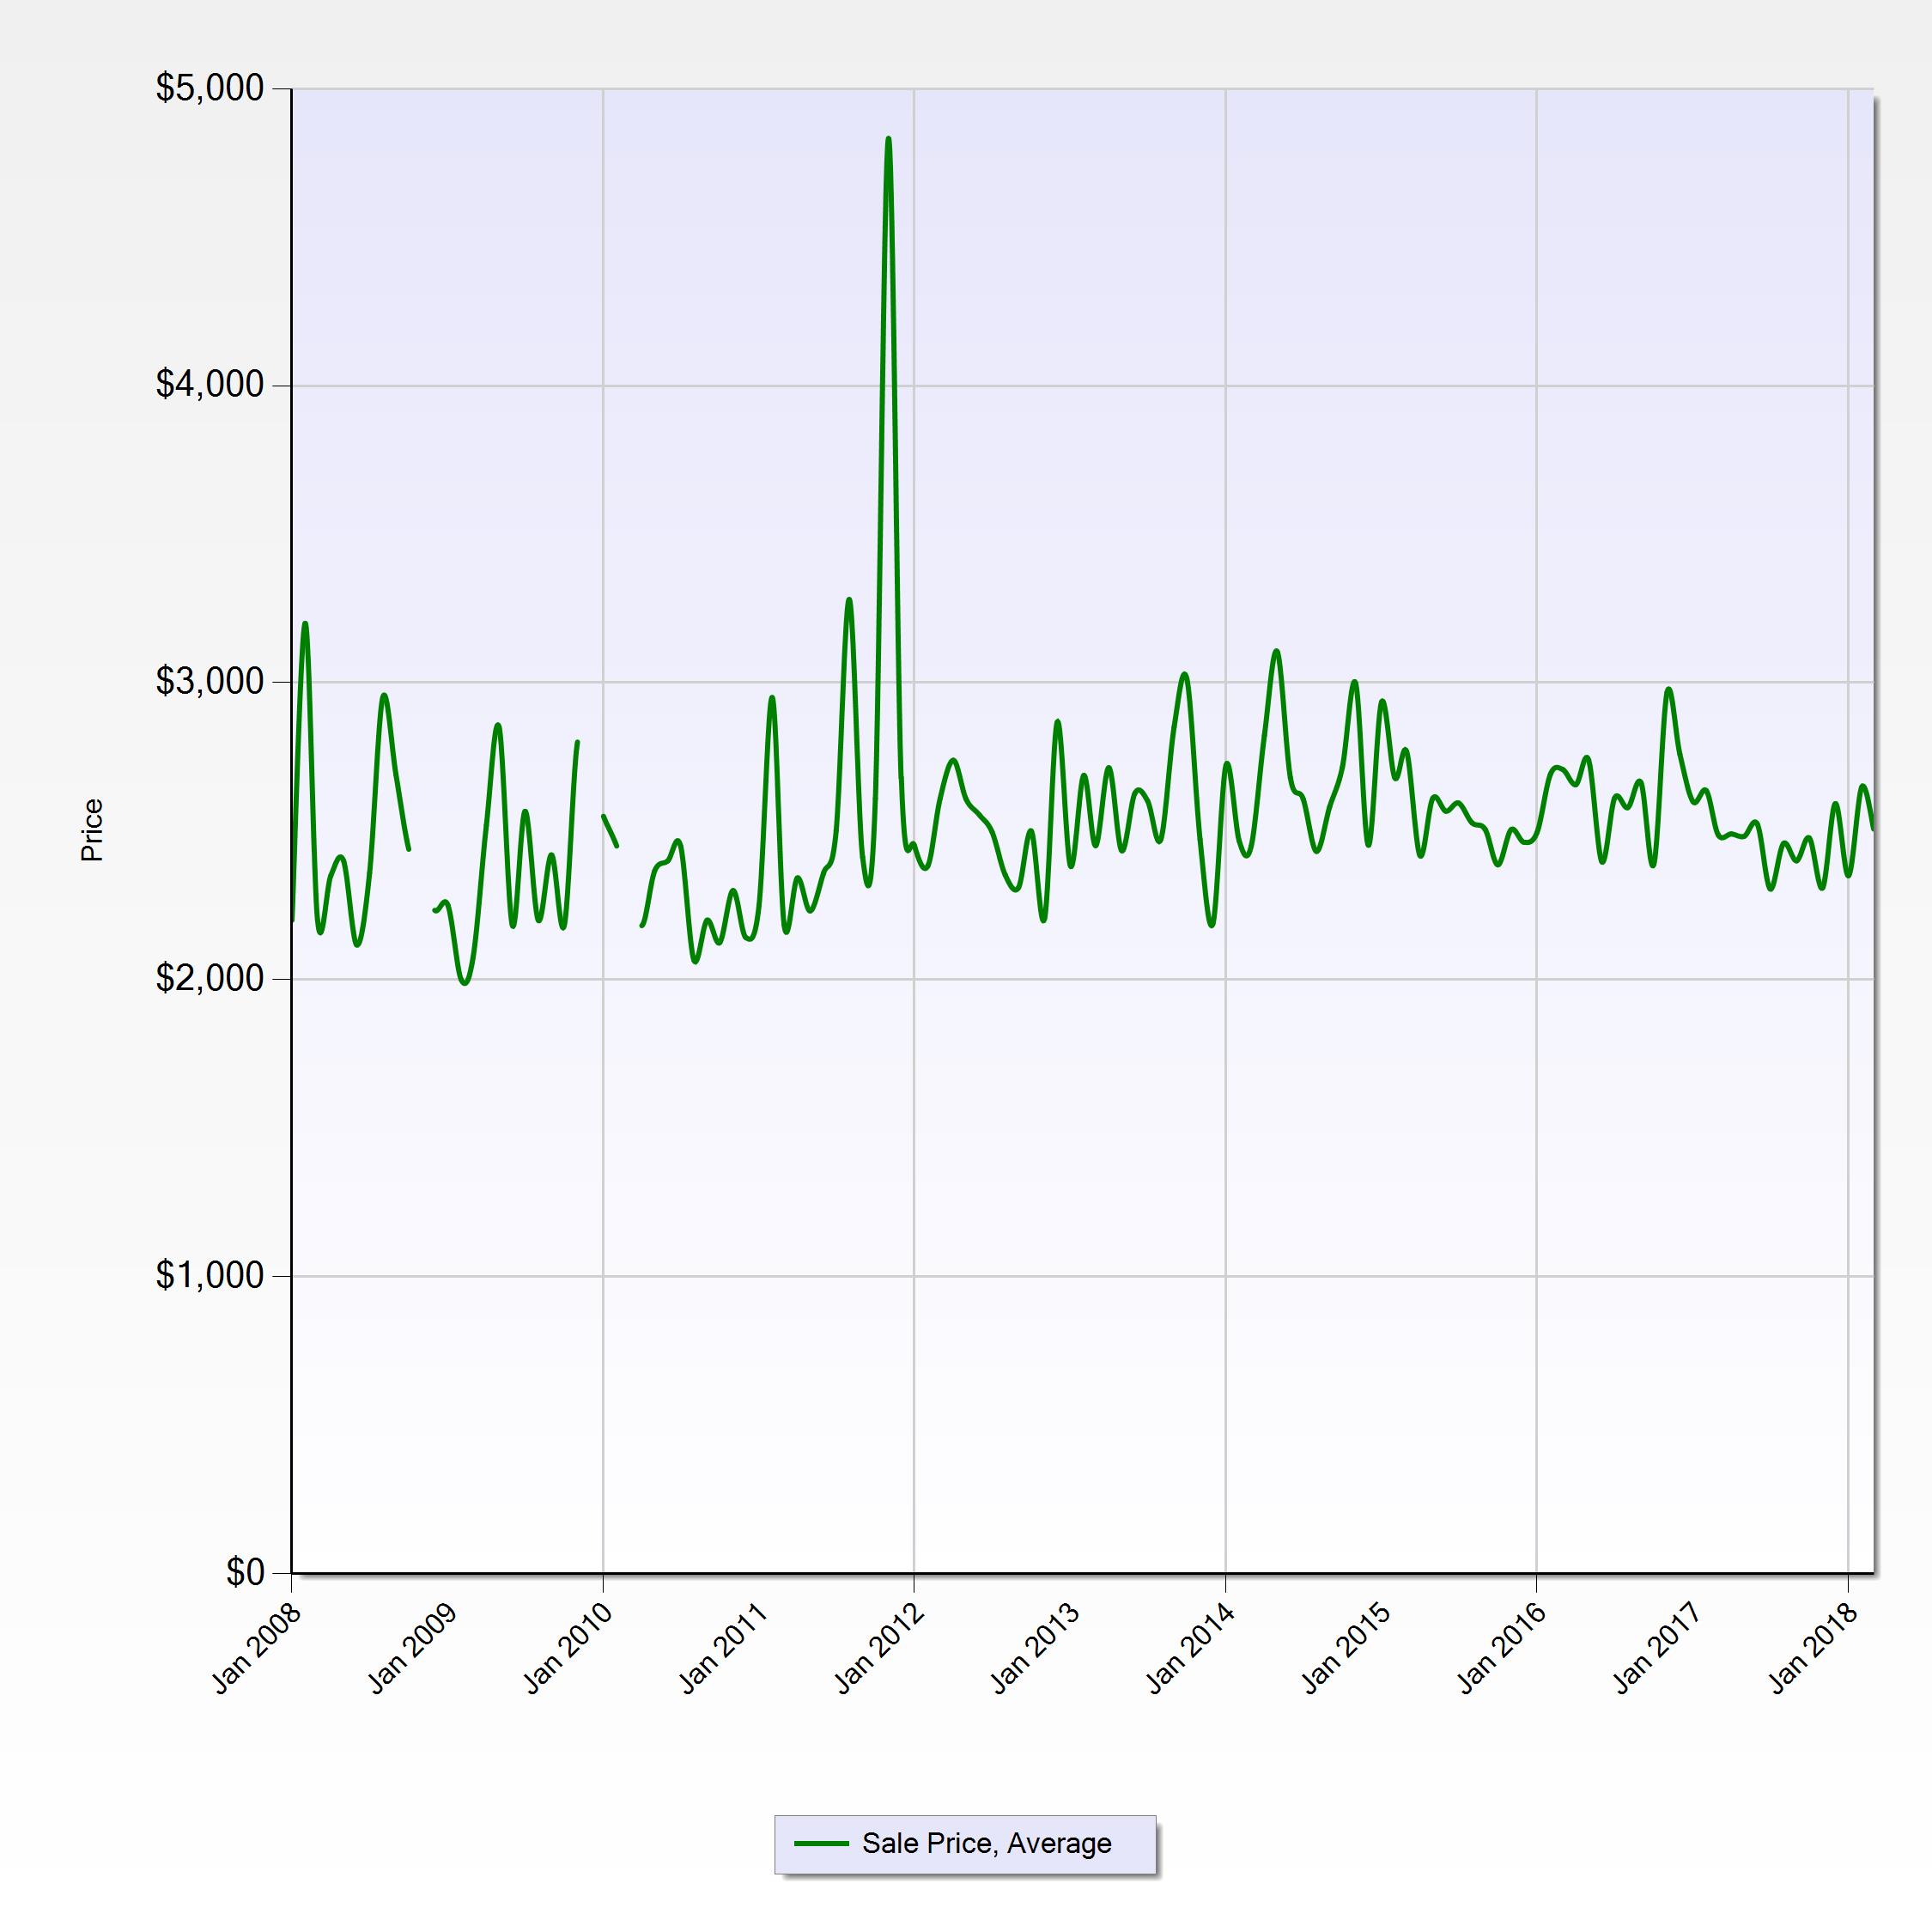 $5,000
$4,000
$3,000
$2,000
$1,000
$0
Price
Jan 2008
Jan 2009
Jan 2010
Jan 2011
Jan 2012
Jan 2013
Jan 2014
Jan 2015
Jan 2016
Jan 2017
Jan 2018
Sale Price, Average